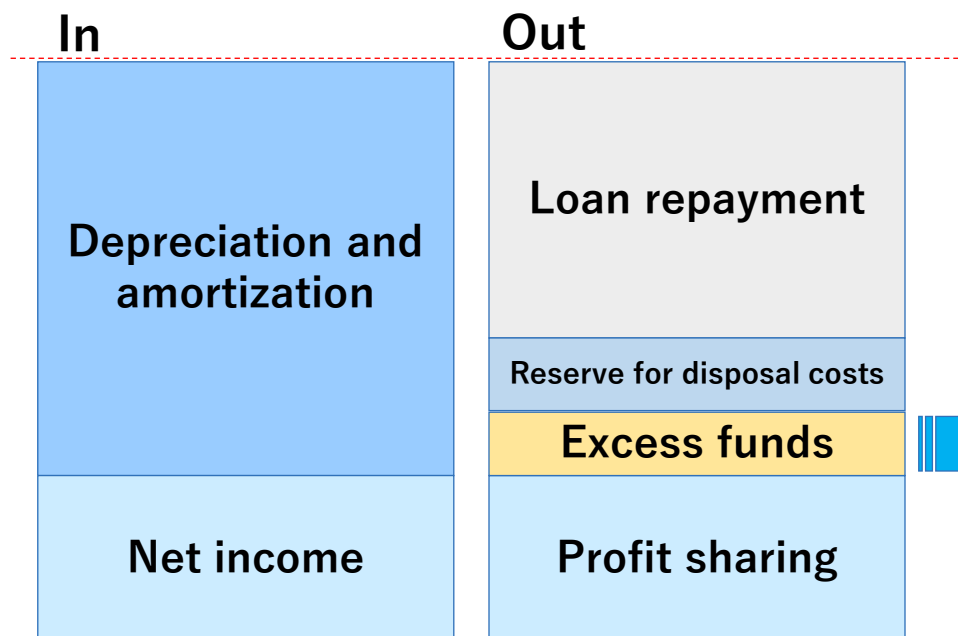 In
Out
Depreciation and
amortization
Net income
Loan repayment
Reserve for disposal costs
Excess funds
Profit sharing